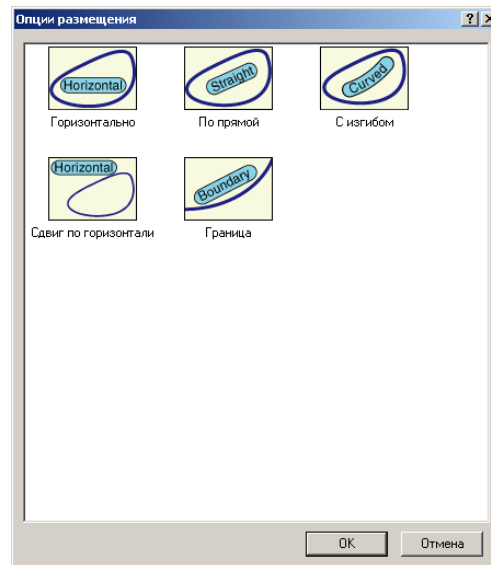 Опции размещения
Horizontal
Straight
Curved
Горизонтально
По прямой
С изгибом
Horizontal
Boundary
Сдвиг по горизонтали
Граница
OK
Отмена